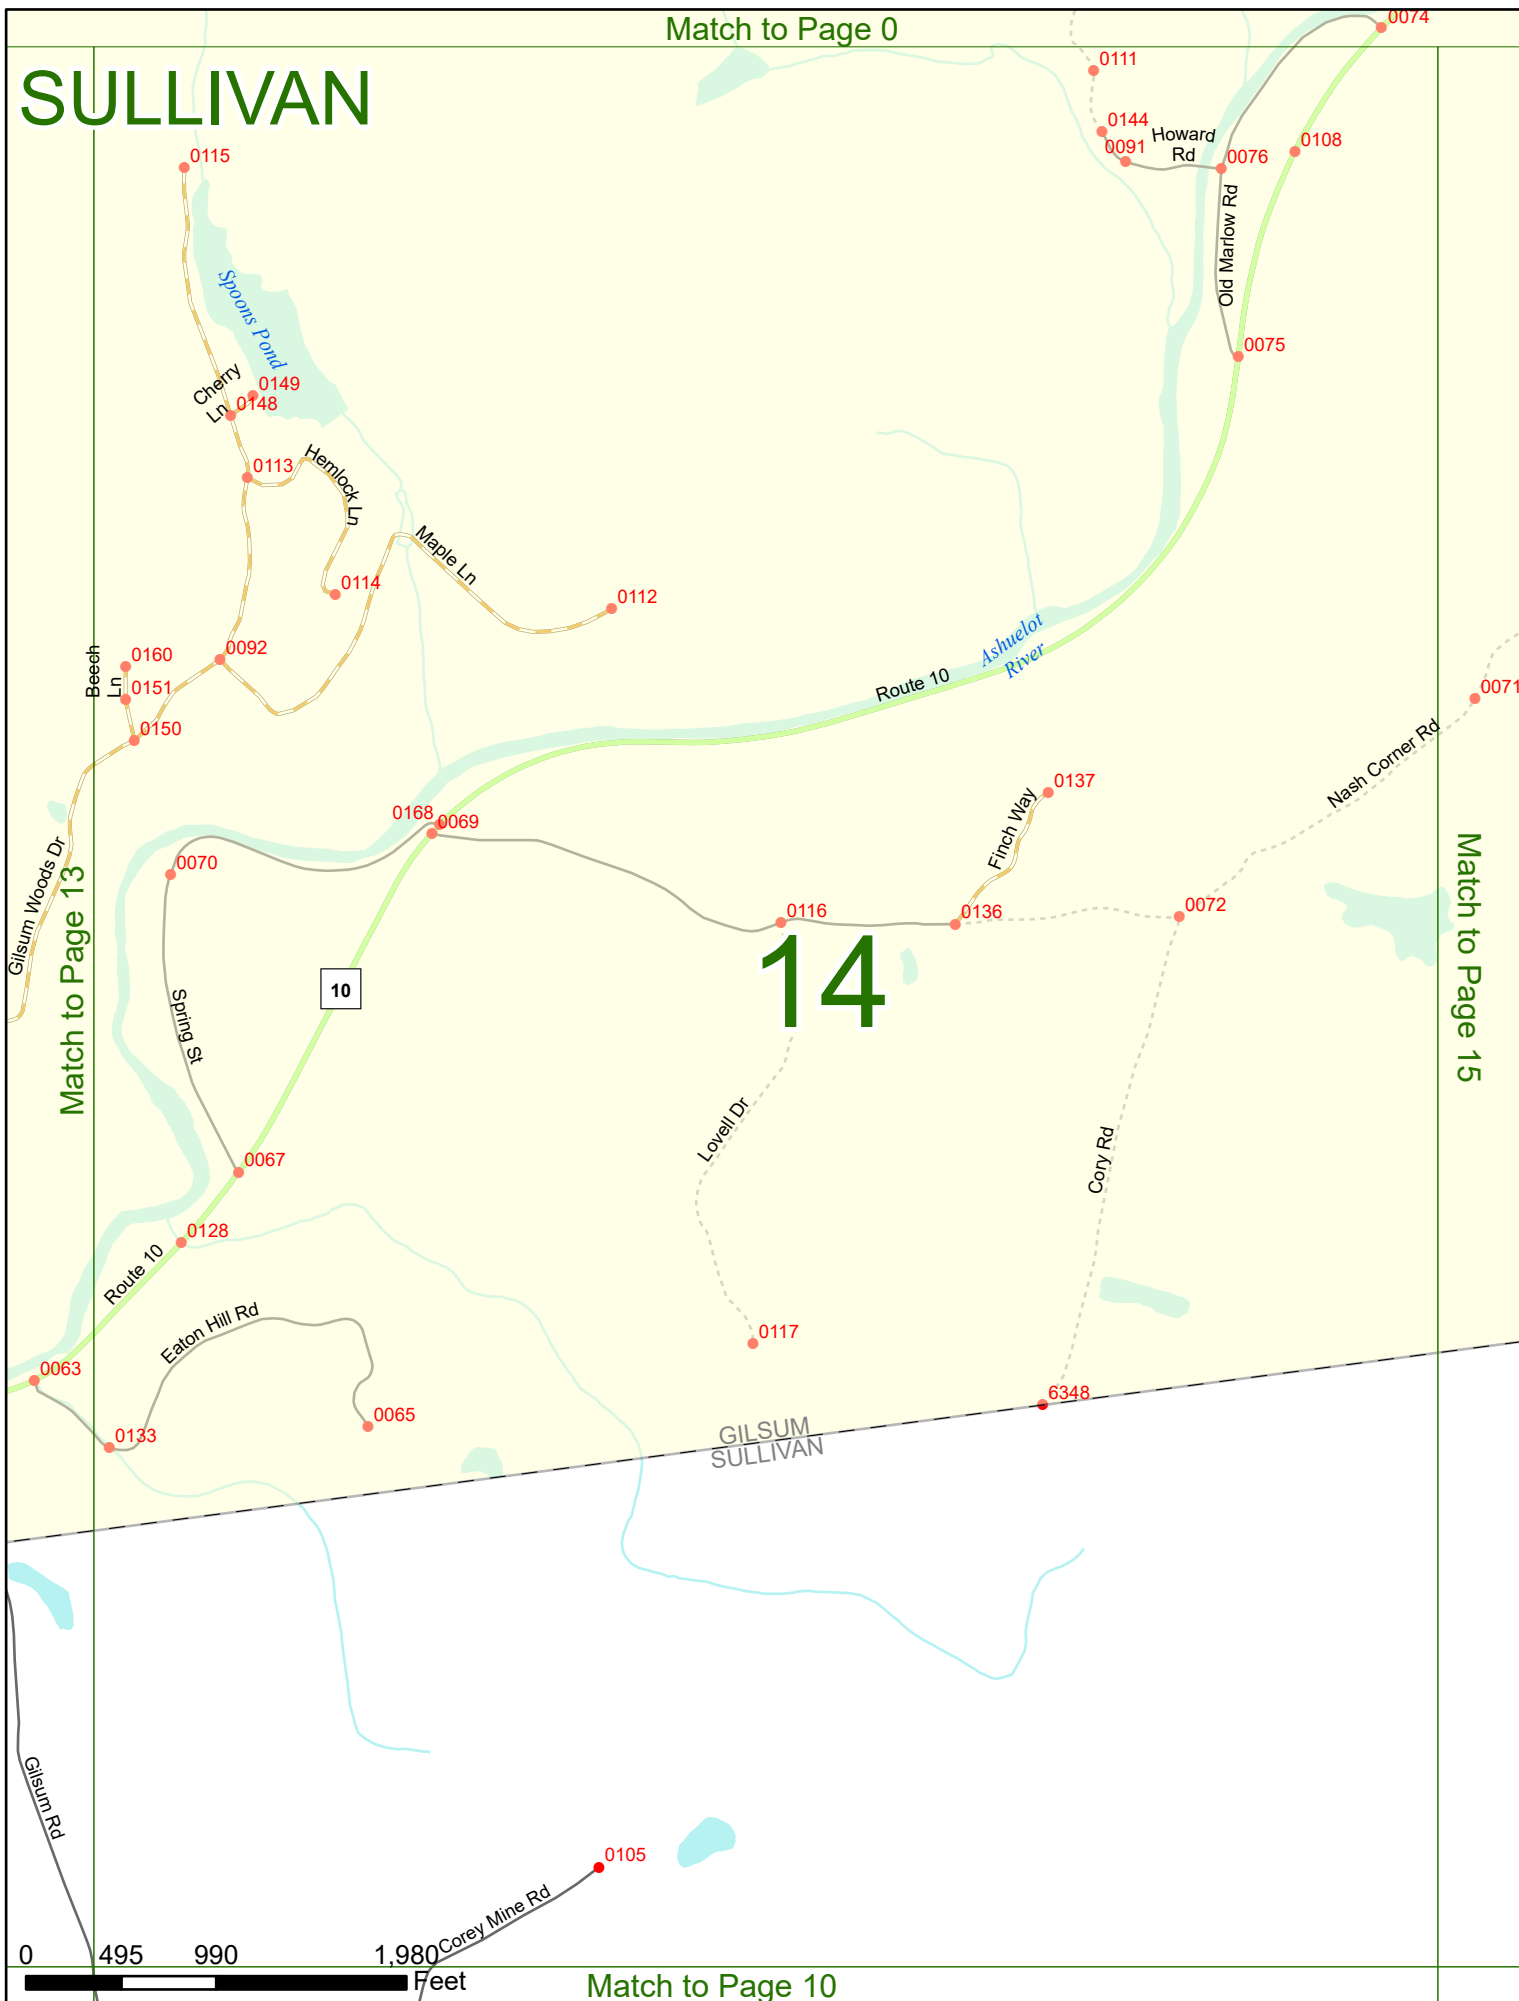 Match to Page 0
0074
SULLIVAN
0111
0144
0091
Howard
Rd
0076
0108
0115
Old Marlow Rd
Spoons Pond
0075
Cherry
Ln
0149
0148
0113
Hemlock Ln
Maple Ln
0114
0112
Ashuelot
River
Beech
Ln
0160
0092
0151
Route 10
0071
0150
Nash Corner Rd
0137
0168
0069
Finch Way
Gilsum Woods Dr
Match to Page 13
0070
Match to Page 15
0116
0136
0072
14
10
Spring St
Lovell Dr
Cory Rd
0067
0128
Route 10
Eaton Hill Rd
0117
0063
6348
0065
0133
GILSUM
SULLIVAN
Gilsum Rd
0105
Corey Mine Rd
0 495 990 1,980
Feet
Match to Page 10